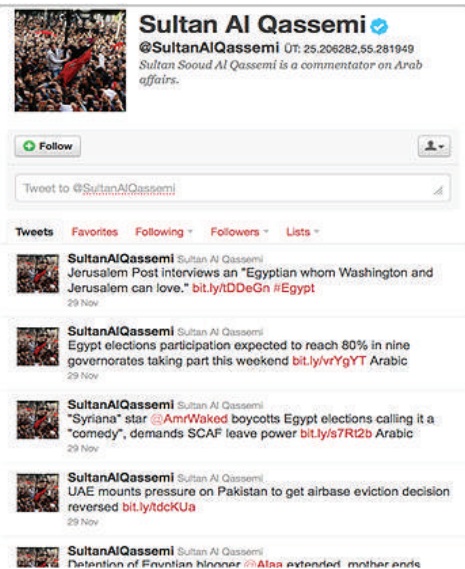 Sultan Al Qassemi
@SultanAlQassemi ÜT: 25.206282,55.281949
Sultan Sooud Al Qassemi is a commentator on Arab
affairs.
Follow
Tweet to @SultanAlQassemi
Tweets Favorites Following Followers Lists
SultanAlQassemi Sultan Al Qassemi
Jerusalem Post interviews an "Egyptian whom Washington and
Jerusalem can love." bit.ly/tDDeGn #Egypt
29 Nov
SultanAlQassemi Sultan Al Qassemi
Egypt elections participation expected to reach 80% in nine
governorates taking part this weekend bit.ly/vrYgYT Arabic
29 Nov
SultanAlQassemi Sultan Al Qassemi
"Syriana" star @AmrWaked boycotts Egypt elections calling it a
"comedy", demands SCAF leave power bit.ly/s7Rt2b Arabic
29 Nov
SultanAlQassemi Sultan Al Qassemi
UAE mounts pressure on Pakistan to get airbase eviction decision
reversed bit.ly/tdcKUa
29 Nov
SultanAlQassemi Sultan Al Qassemi
Detention of Egyptian blogger @Alaa extended, mother ends